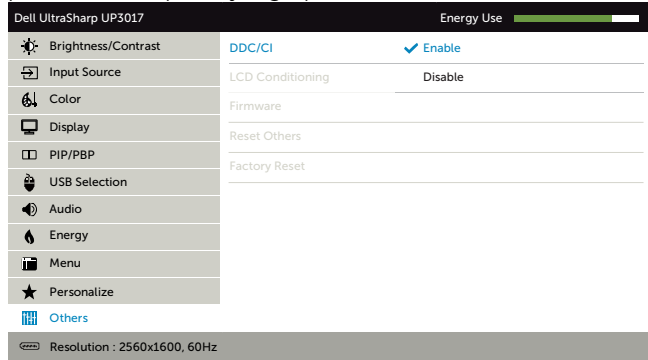 Dell UltraSharp UP3017 Energy Use
Brightness/Contrast DDC/CI Enable
Input Source LCD Conditioning Disable
Color Firmware
Display Reset Others
PIP/PBP Factory Reset
USB Selection
Audio
Energy
Menu
Personalize
Others
Resolution : 2560x1600, 60Hz